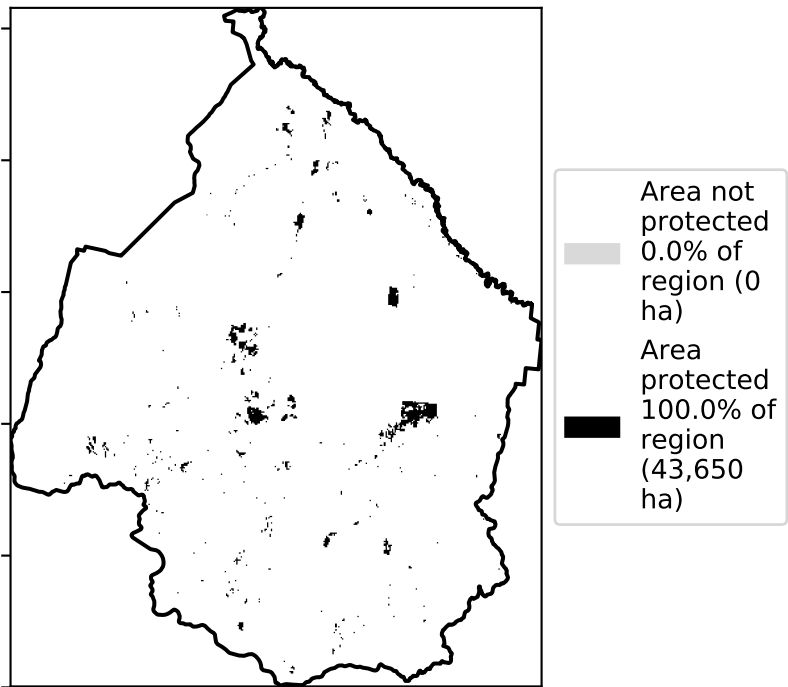 Area not
protected
0.0% of
region (0
ha)
Area
protected
100.0% of
region
(43,650
ha)